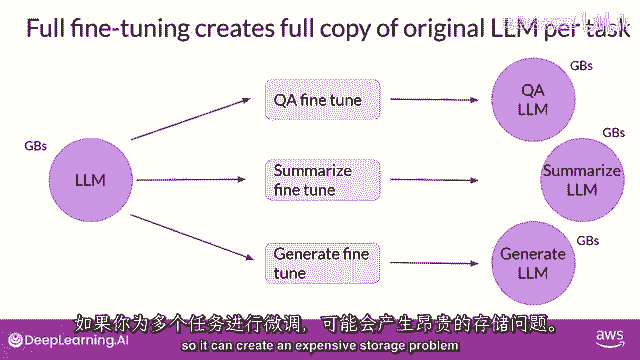 Full fine-tuning creates full copy of original LLM per task
GBs
QA fine tune
QA
LLM
GBs
LLM
Summarize
fine tune
GBs
Summarize
LLM
Generate fine
tune
GBs
Generate
LLM
如果你为多个任务进行微调，可能会产生昂贵的存储问题。
so it can create an expensive storage problem
DeepLearning.AI
aws